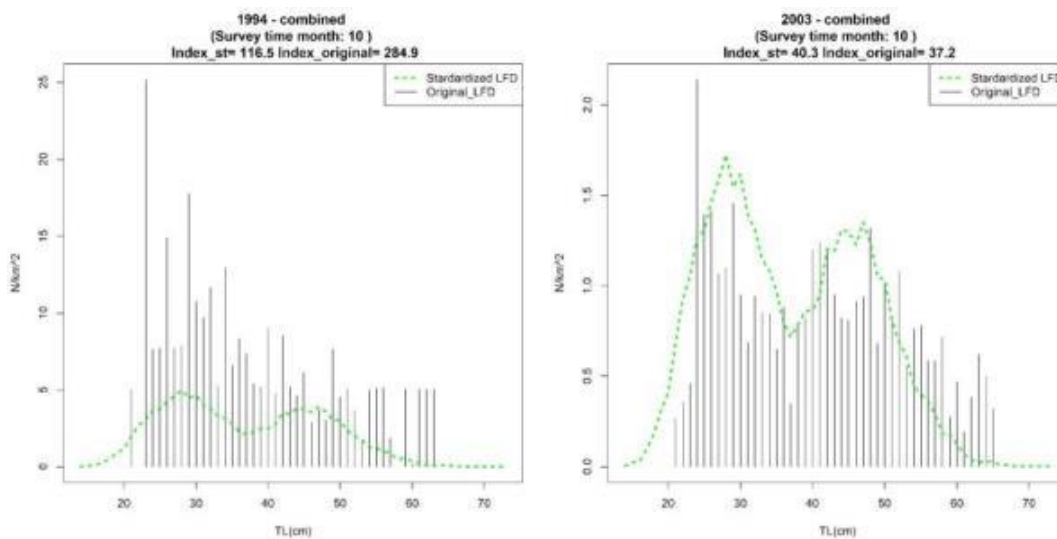 1994 - combined
(Survey time month: 10 )
Index_st= 116.5 Index_original= 284.9
Stardardized LFD
Original_LFD
N/km^2
25
20
15
10
5
0
20 30 40 50 60 70
TL(cm)
2003 - combined
(Survey time month: 10 )
Index_st= 40.3 Index_original= 37.2
Stardardized LFD
Original_LFD
N/km^2
2.0
1.5
1.0
0.5
0.0
20 30 40 50 60 70
TL(cm)